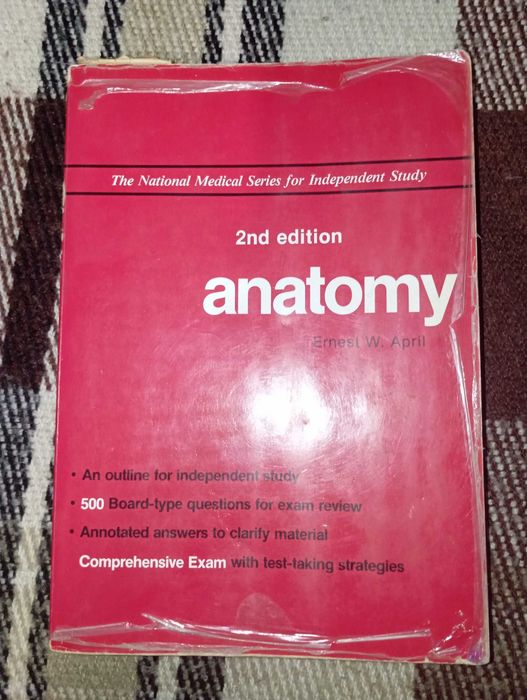 The National Medical Series for Independent Study
2nd edition
anatomy
Ernest W. April
• An outline for independent study
• 500 Board-type questions for exam review
• Annotated answers to clarify material
Comprehensive Exam with test-taking strategies